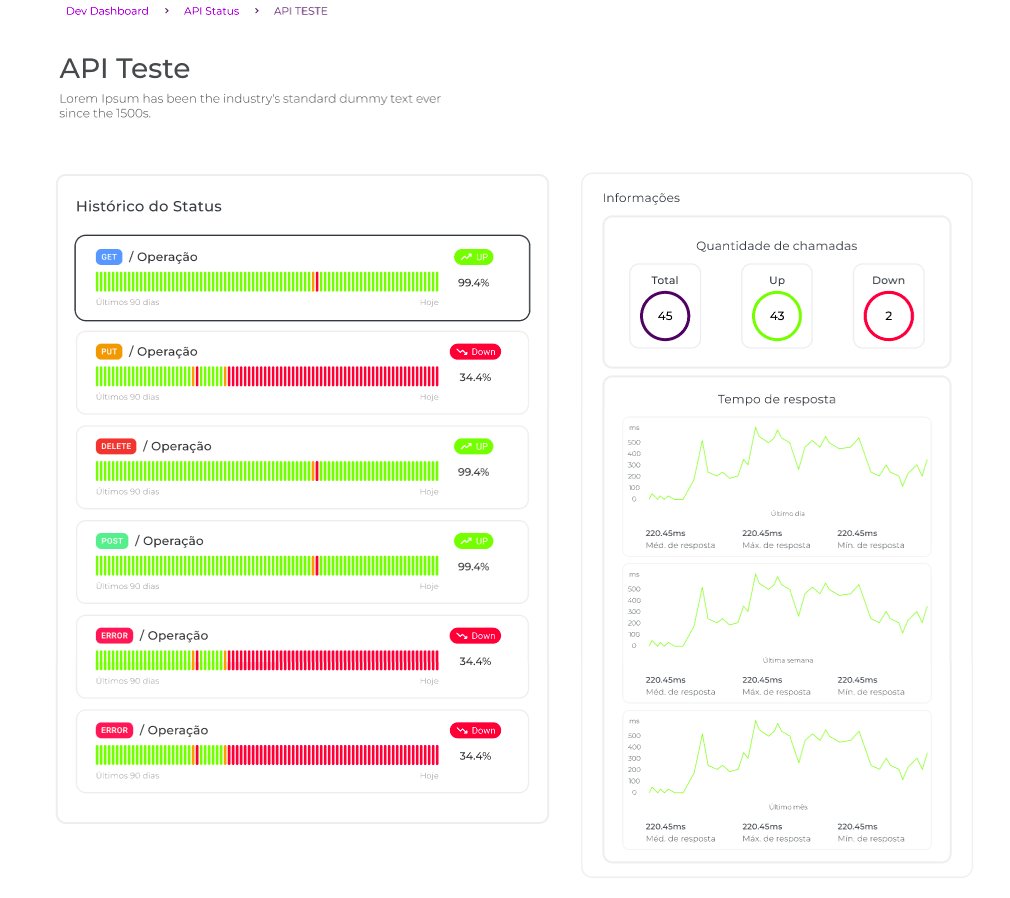 Dev Dashboard > API Status > API TESTE
API Teste
Lorem Ipsum has been the industry's standard dummy text ever
since the 1500s.
Histórico do Status
GET / Operação UP
99.4%
Últimos 90 dias Hoje
PUT / Operação Down
34.4%
Últimos 90 dias Hoje
DELETE / Operação UP
99.4%
Últimos 90 dias Hoje
POST / Operação UP
99.4%
Últimos 90 dias Hoje
ERROR / Operação Down
34.4%
Últimos 90 dias Hoje
ERROR / Operação Down
34.4%
Últimos 90 dias Hoje
Informações
Quantidade de chamadas
Total Up Down
45 43 2
Tempo de resposta
ms
500
400
300
200
100
0
Último dia
220.45ms 220.45ms 220.45ms
Méd. de resposta Máx. de resposta Mín. de resposta
ms
500
400
300
200
100
0
Última semana
220.45ms 220.45ms 220.45ms
Méd. de resposta Máx. de resposta Mín. de resposta
ms
500
400
300
200
100
0
Último mês
220.45ms 220.45ms 220.45ms
Méd. de resposta Máx. de resposta Mín. de resposta